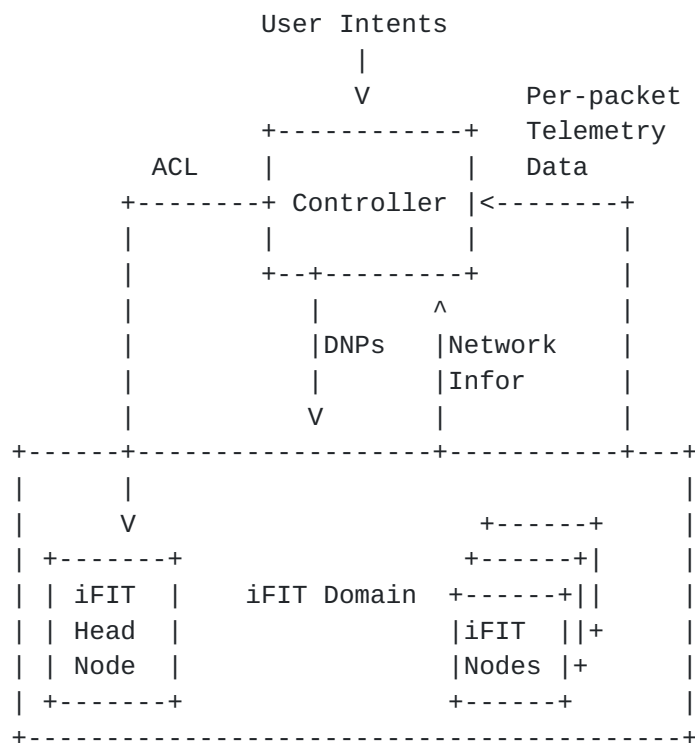 User Intents
|
V Per-packet
+------------+ Telemetry
ACL | | Data
+--------+ Controller |<--------+
| | | |
| +--+---------+ |
| | ^ |
| |DNPs |Network |
| | |Infor |
| V | |
+------+-------------------+-----------+---+
| | |
| V +------+ |
| +-------+ +------+| |
| | iFIT | iFIT Domain +------+|| |
| | Head | |iFIT ||+ |
| | Node | |Nodes |+ |
| +-------+ +------+ |
+------------------------------------------+